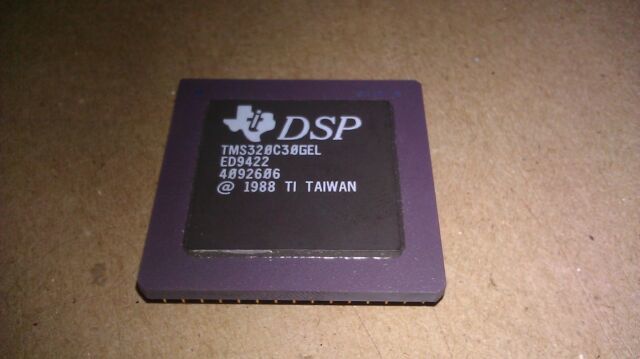 DSP
TMS320C30GEL
ED9422
4092606
@ 1988 TI TAIWAN